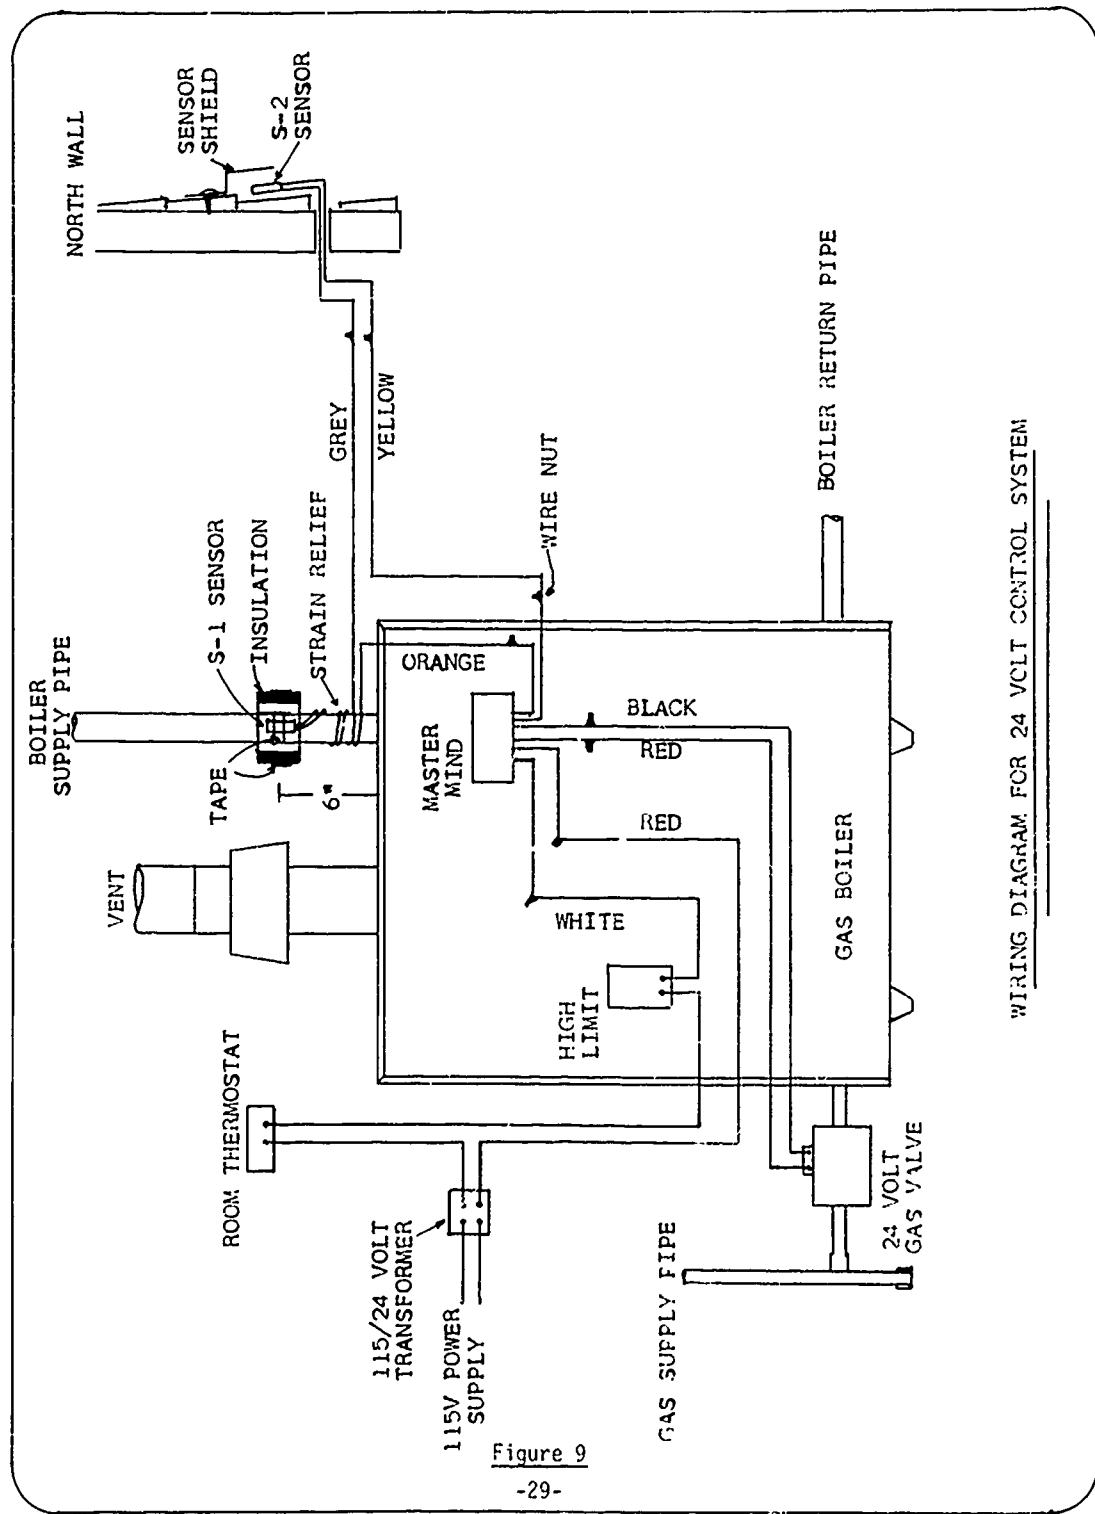 NORTH WALL
SENSOR
SHIELD
S-2
SENSOR
GREY
YELLOW
WIRE NUT
BOILER RETURN PIPE
BOILER
SUPPLY PIPE
S-1 SENSOR
INSULATION
STRAIN RELIEF
TAPE
6"
ORANGE
MASTER
MIND
BLACK
RED
RED
WHITE
HIGH
LIMIT
GAS BOILER
VENT
ROOM THERMOSTAT
115/24 VOLT
TRANSFORMER
115V POWER
SUPPLY
GAS SUPPLY PIPE
24 VOLT
GAS VALVE
WIRING DIAGRAM FOR 24 VOLT CONTROL SYSTEM
Figure 9
-29-